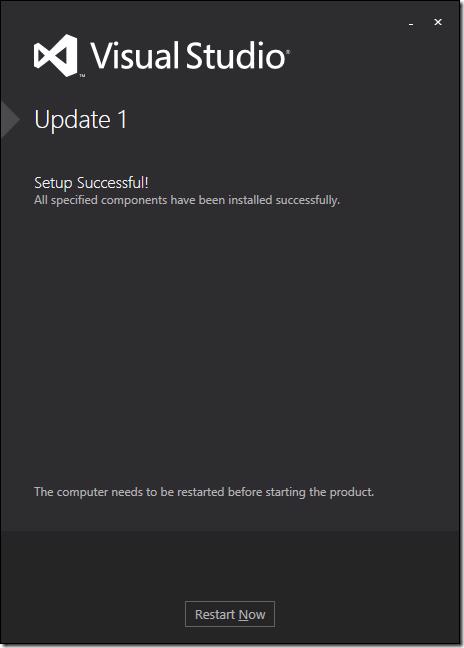 Visual Studio®
™
Update 1
Setup Successful!
All specified components have been installed successfully.
The computer needs to be restarted before starting the product.
Restart Now